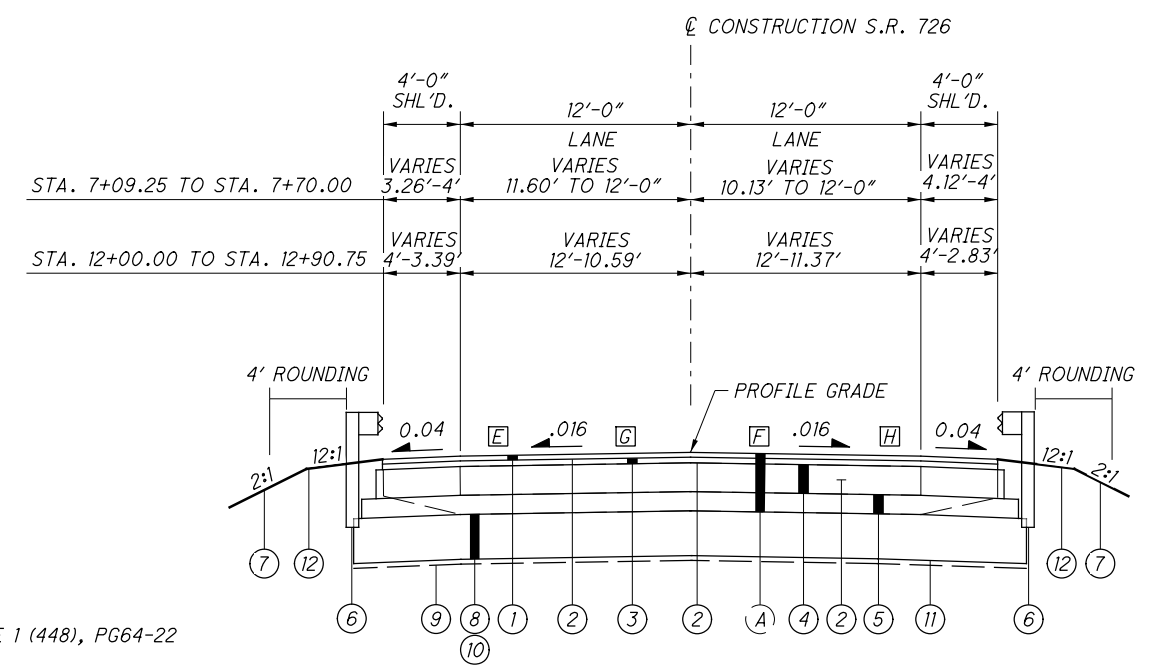 ℄ CONSTRUCTION S.R. 726
4'-0"
SHL'D.
12'-0"
LANE
12'-0"
LANE
4'-0"
SHL'D.
STA. 7+09.25 TO STA. 7+70.00
VARIES
3.26'-4'
VARIES
11.60' TO 12'-0"
VARIES
10.13' TO 12'-0"
VARIES
4.12'-4'
STA. 12+00.00 TO STA. 12+90.75
VARIES
4'-3.39'
VARIES
12'-10.59'
VARIES
12'-11.37'
VARIES
4'-2.83'
4' ROUNDING
PROFILE GRADE
4' ROUNDING
2:1
12:1
0.04
E
.016
G
F
.016
H
0.04
12:1
2:1
7
12
6
9
8
10
1
2
3
2
A
4
2
5
11
6
12
7
1 (448), PG64-22